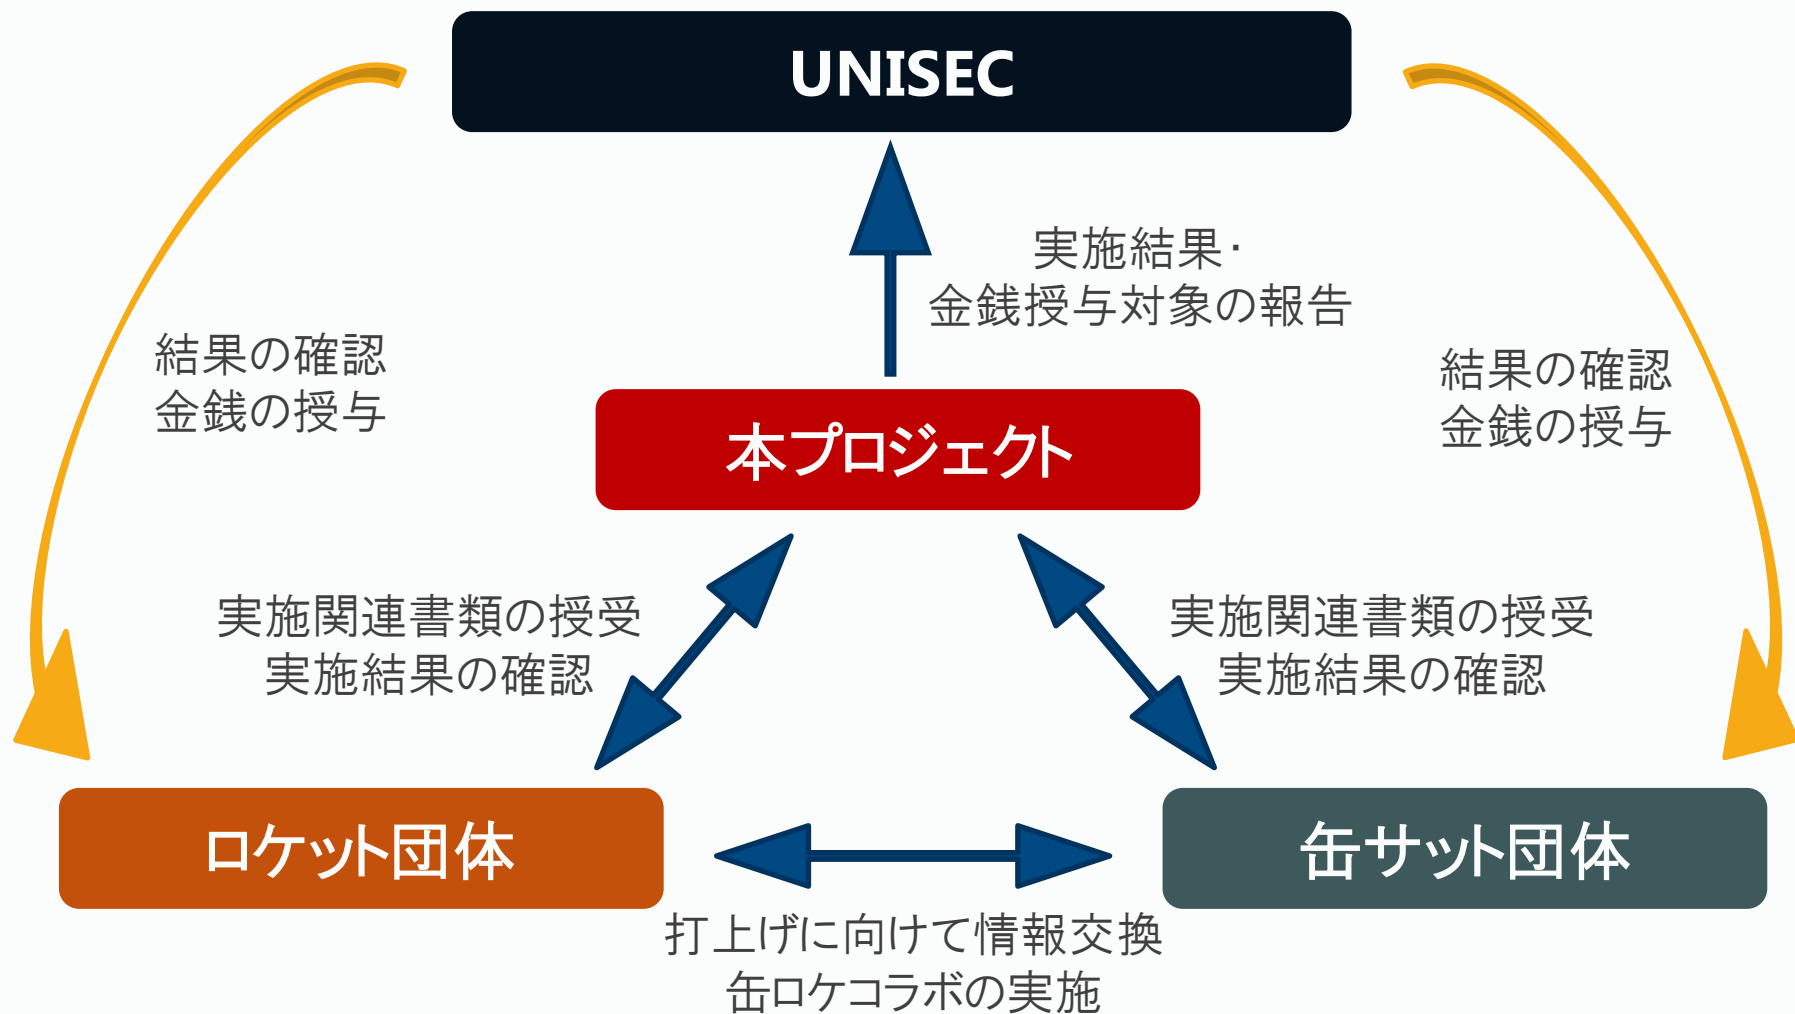 UNISEC
実施結果・
金銭授与対象の報告
結果の確認
金銭の授与
結果の確認
金銭の授与
本プロジェクト
実施関連書類の授受
実施結果の確認
実施関連書類の授受
実施結果の確認
ロケット団体
缶サット団体
打上げに向けて情報交換
缶ロケコラボの実施